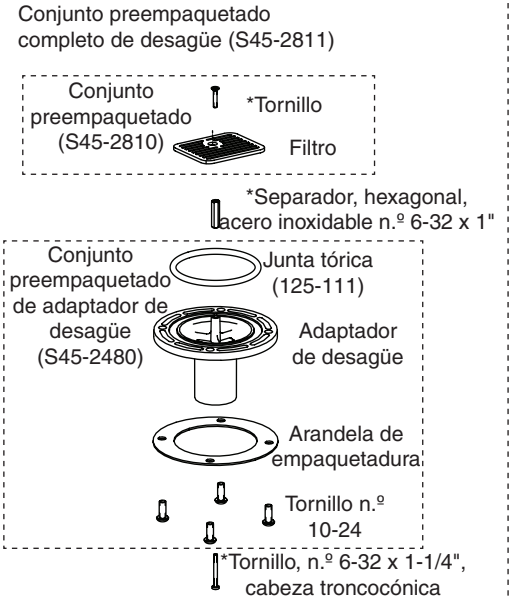 Conjunto preempaquetado
completo de desagüe (S45-2811)
Conjunto
preempaquetado
(S45-2810)
*Tornillo
Filtro
*Separador, hexagonal,
acero inoxidable n.º 6-32 x 1"
Conjunto
preempaquetado
de adaptador de
desagüe
(S45-2480)
Junta tórica
(125-111)
Adaptador
de desagüe
Arandela de
empaquetadura
Tornillo n.º
10-24
*Tornillo, n.º 6-32 x 1-1/4",
cabeza troncocónica